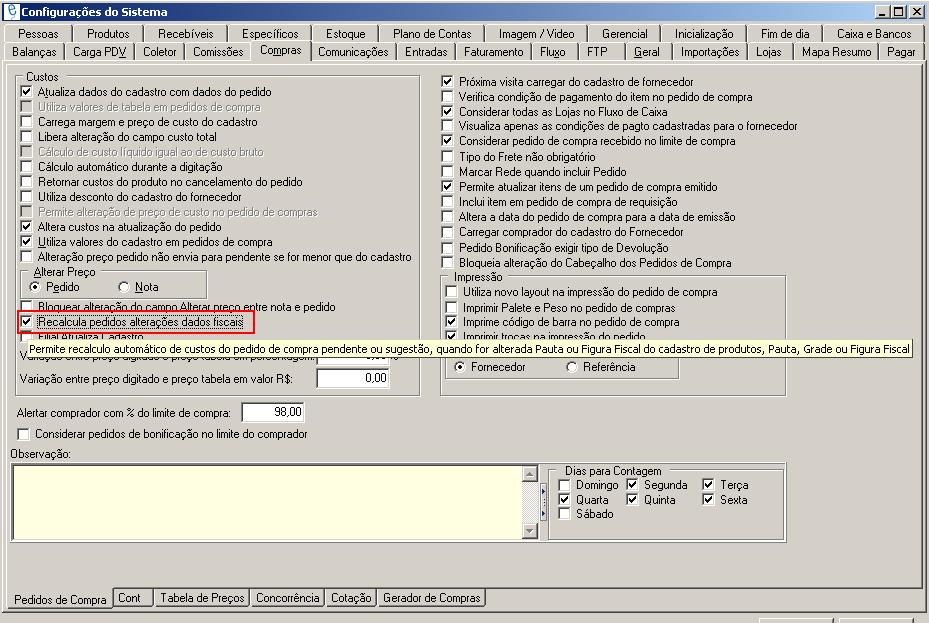 Configurações do Sistema
Pessoas Produtos Recebíveis Específicos Estoque Plano de Contas Imagem / Video Gerencial Inicialização Fim de dia Caixa e Bancos
Balanças Carga PDV Coletor Comissões Compras Comunicações Entradas Faturamento Fluxo FTP Geral Importações Lojas Mapa Resumo Pagar
Custos
Atualiza dados do cadastro com dados do pedido
Utiliza valores de tabela em pedidos de compra
Carrega margem e preço de custo do cadastro
Libera alteração do campo custo total
Cálculo de custo líquido igual ao de custo bruto
Cálculo automático durante a digitação
Retornar custos do produto no cancelamento do pedido
Utiliza desconto do cadastro do fornecedor
Permite alteração de preço de custo no pedido de compras
Altera custos na atualização do pedido
Utiliza valores do cadastro em pedidos de compra
Alteração preço pedido não envia para pendente se for menor que do cadastro
Alterar Preço
Pedido Nota
Bloquear alteração do campo Alterar preço entre nota e pedido
Recalcula pedidos alterações dados fiscais
Filial Atualiza Cadastro
Permite recalculo automático de custos do pedido de compra pendente ou sugestão, quando for alterada Pauta ou Figura Fiscal do cadastro de produtos, Pauta, Grade ou Figura Fiscal
Variação entre preço digitado e preço tabela em valor R$: 0,00
Próxima visita carregar do cadastro de fornecedor
Verifica condição de pagamento do item no pedido de compra
Considerar todas as Lojas no Fluxo de Caixa
Visualiza apenas as condições de pagto cadastradas para o fornecedor
Considerar pedido de compra recebido no limite de compra
Tipo do Frete não obrigatório
Marcar Rede quando incluir Pedido
Permite atualizar itens de um pedido de compra emitido
Inclui item em pedido de compra de requisição
Altera a data do pedido de compra para a data de emissão
Carregar comprador do cadastro do Fornecedor
Pedido Bonificação exigir tipo de Devolução
Bloqueia alteração do Cabeçalho dos Pedidos de Compra
Impressão
Utiliza novo layout na impressão do pedido de compra
Imprimir Palete e Peso no pedido de compras
Imprime código de barra no pedido de compra
Imprimir trocas na impressão do pedido
Fornecedor Referência
Alertar comprador com % do limite de compra: 98,00
Considerar pedidos de bonificação no limite do comprador
Observação:
Dias para Contagem
Domingo Segunda Terça
Quarta Quinta Sexta
Sábado
Pedidos de Compra Cont Tabela de Preços Concorrência Cotação Gerador de Compras